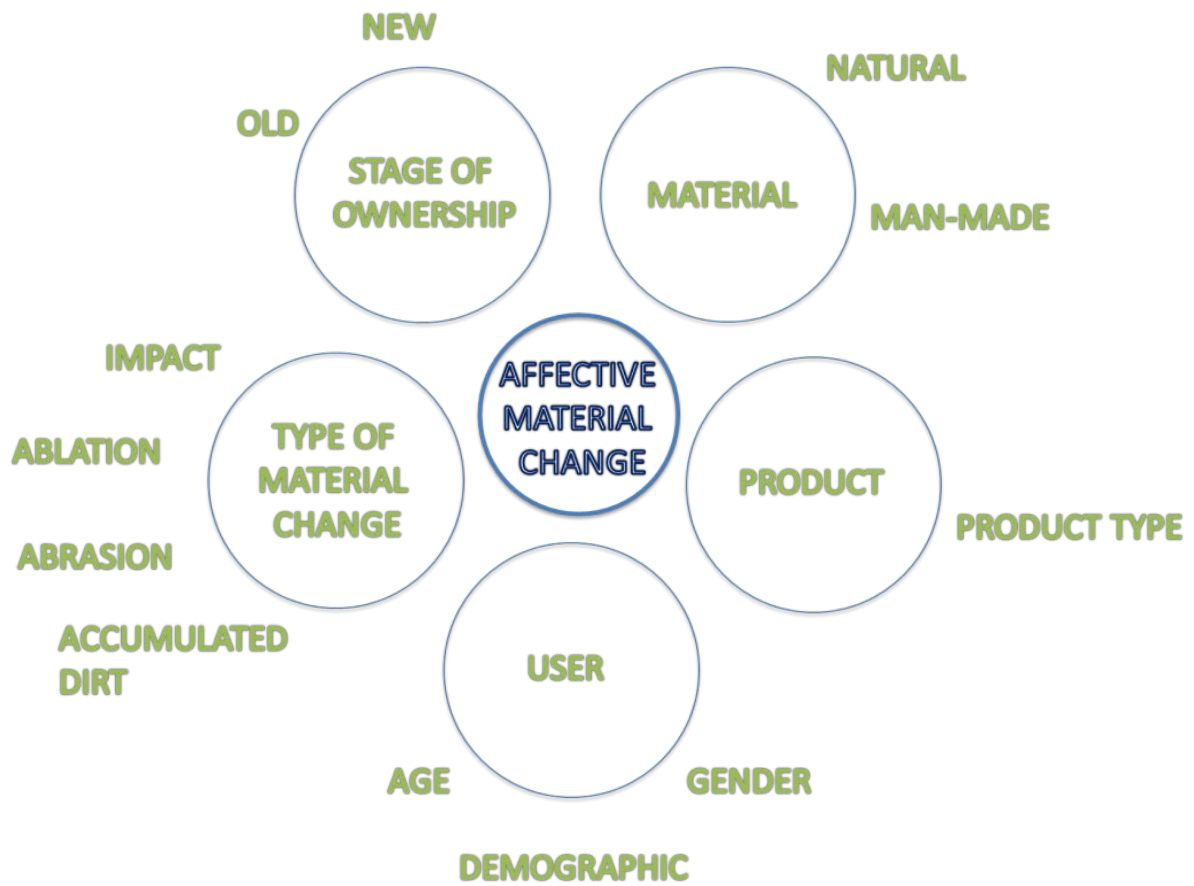 NEW
OLD
STAGE OF
OWNERSHIP
NATURAL
MATERIAL
MAN-MADE
IMPACT
ABLATION
ABRASION
ACCUMULATED
DIRT
TYPE OF
MATERIAL
CHANGE
AFFECTIVE
MATERIAL
CHANGE
PRODUCT
PRODUCT TYPE
USER
AGE
GENDER
DEMOGRAPHIC